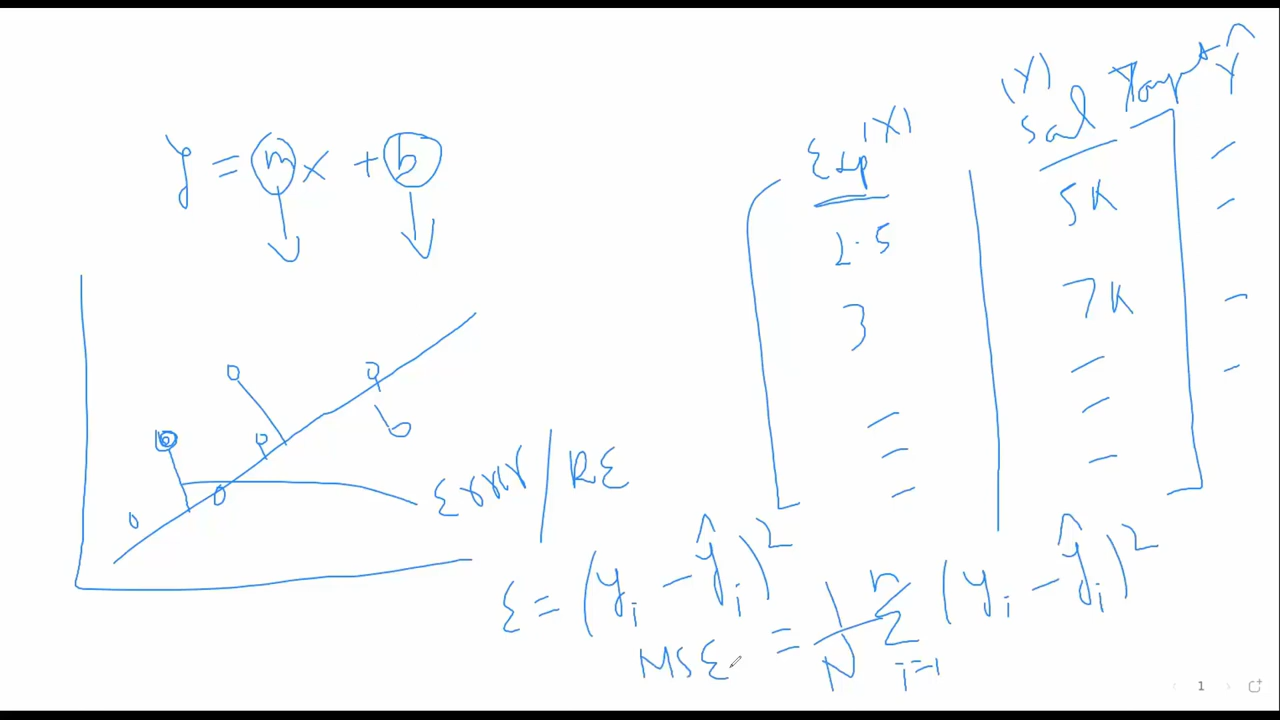 y = mx + b
Exp (X)
(Y)
Sal Target Ŷ
2.5 5K
3 7K
Error / RE
ε = (yᵢ - ŷᵢ)²
MSE = 1/N Σⁿᵢ₌₁ (yᵢ - ŷᵢ)²
1